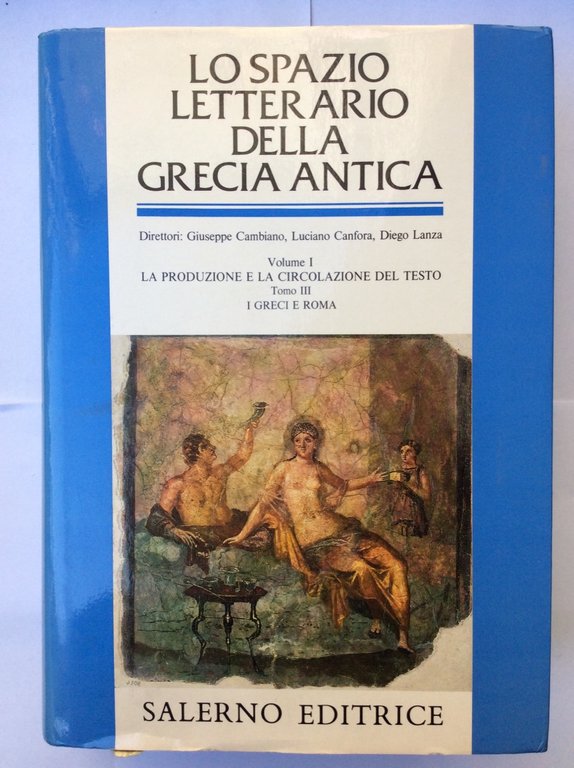 LO SPAZIO
LETTERARIO
DELLA
GRECIA ANTICA
Direttori: Giuseppe Cambiano, Luciano Canfora, Diego Lanza
Volume I
LA PRODUZIONE E LA CIRCOLAZIONE DEL TESTO
Tomo III
I GRECI E ROMA
SALERNO EDITRICE